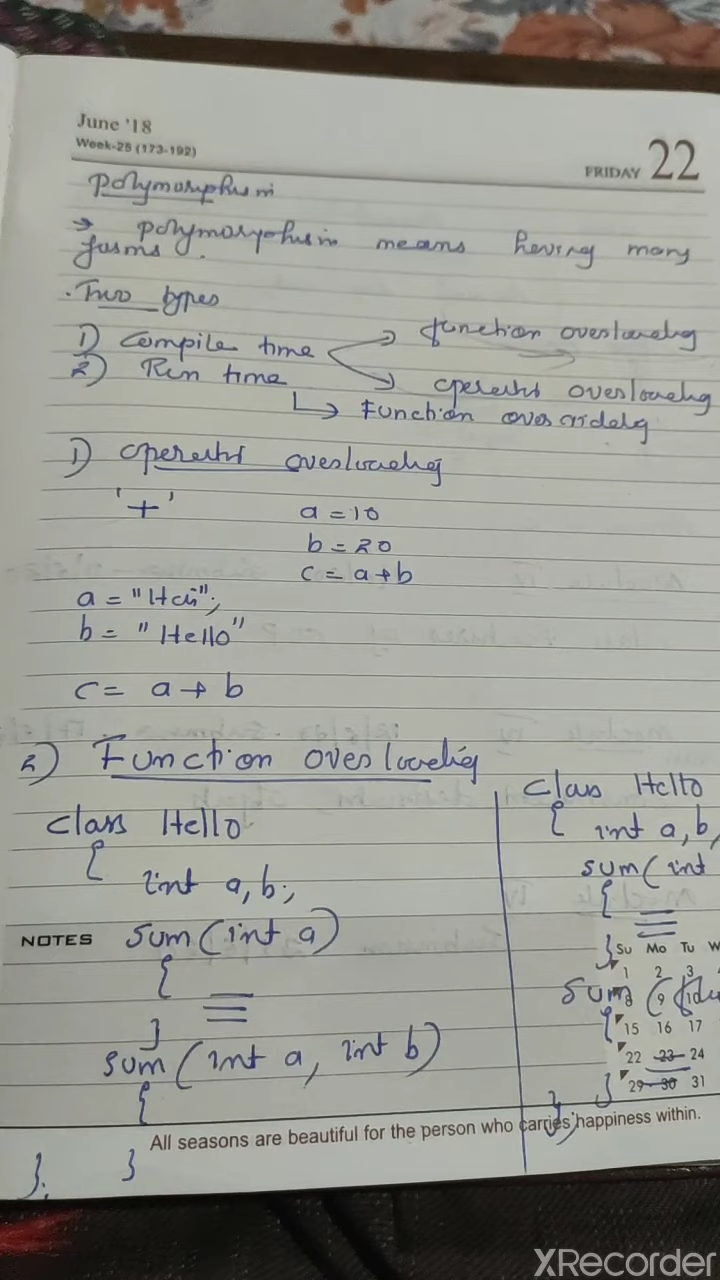 June '18
Week-25 (173-192)
FRIDAY 22
Polymorphism
→ polymorphism means having many
forms.
. Two types
1) Compile time → function overloading
→ operator overloading
2) Run time
↳ Function overriding
1) operator overloading
'+' a = 10
b = 20
c = a + b
a = "Hai";
b = "Hello"
c = a + b
2) Function overloading
class Hello
{
int a, b;
NOTES sum (int a)
{
}
sum (int a, int b)
{
}
};
class Hello
{ int a, b,
sum ( int
{
}
sum (
{
}
Su Mo Tu W
1 2 3
9
15 16 17
22 23 24
29 30 31
All seasons are beautiful for the person who carries happiness within.
XRecorder